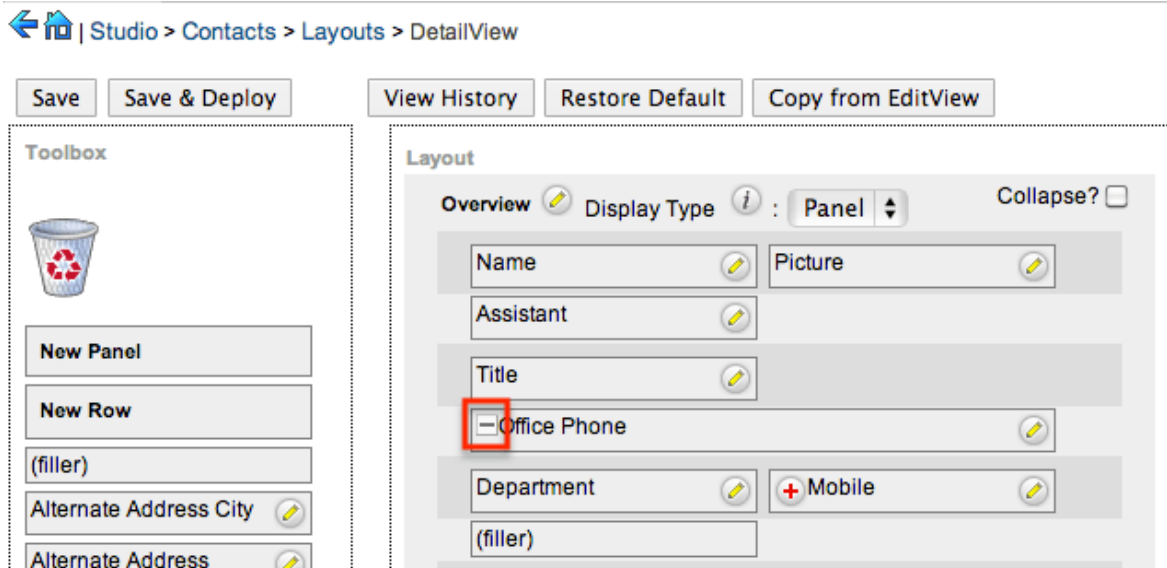 | Studio > Contacts > Layouts > DetailView
Save Save & Deploy View History Restore Default Copy from EditView
Toolbox
New Panel
New Row
(filler)
Alternate Address City
Alternate Address
Layout
Overview Display Type i : Panel Collapse?
Name Picture
Assistant
Title
Office Phone
Department Mobile
(filler)